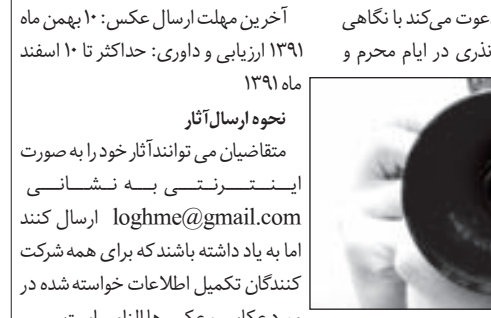 آخرین مهلت ارسال عکس: ۱۰ بهمن ماه
۱۳۹۱ ارزیابی و داوری: حداکثر تا ۱۰ اسفند
ماه ۱۳۹۱
نحوه ارسال آثار
متقاضیان می توانند آثار خود را به صورت
اینترنتی به نشانی
loghme@gmail.com ارسال کنند
اما به یاد داشته باشند که برای همه شرکت
کنندگان تکمیل اطلاعات خواسته شده در
می‌کند با نگاهی
نذری در ایام محرم و